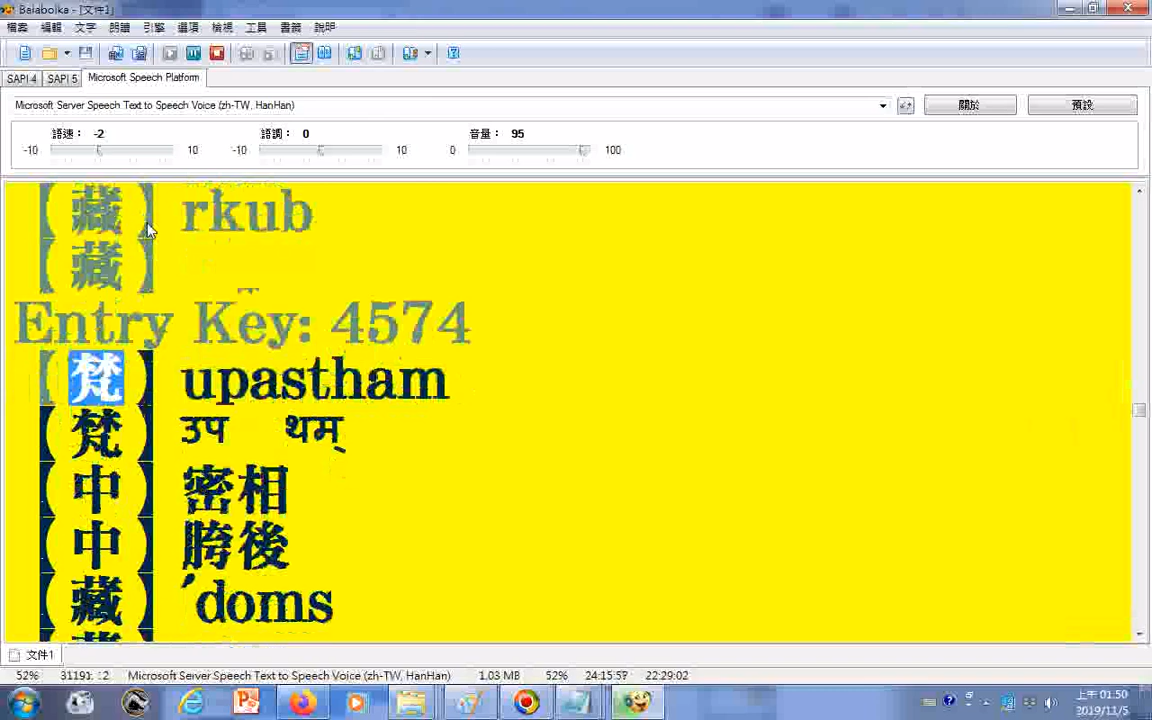 Balabolka - [文件1]
檔案 編輯 文字 朗讀 引擎 選項 檢視 工具 書籤 說明
SAPI 4 SAPI 5 Microsoft Speech Platform
Microsoft Server Speech Text to Speech Voice (zh-TW, HanHan) 關於 預設
語速： -2 語調： 0 音量： 95
-10 10 -10 10 0 100
【藏】 rkub
【藏】
Entry Key: 4574
【梵】 upastham
【梵】 उप थम्
【中】 密相
【中】 胯後
【藏】 'doms
文件1
52% Microsoft Server Speech Text to Speech Voice (zh-TW, HanHan) 1.03 MB 52% 24:15:57 22:29:02
上午 01:50
2019/11/5